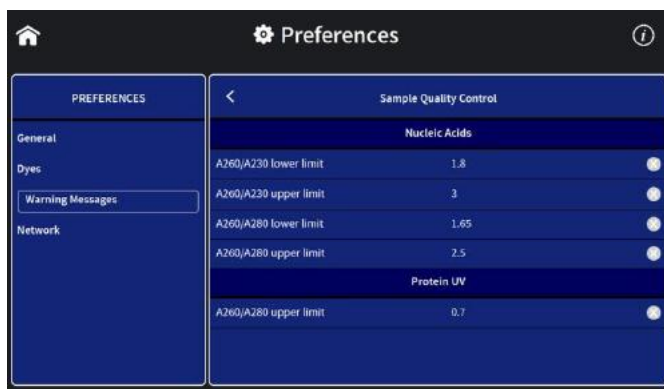 Preferences
PREFERENCES
General
Dyes
Warning Messages
Network
Sample Quality Control
Nucleic Acids
A260/A230 lower limit 1.8
A260/A230 upper limit 3
A260/A280 lower limit 1.65
A260/A280 upper limit 2.5
Protein UV
A260/A280 upper limit 0.7